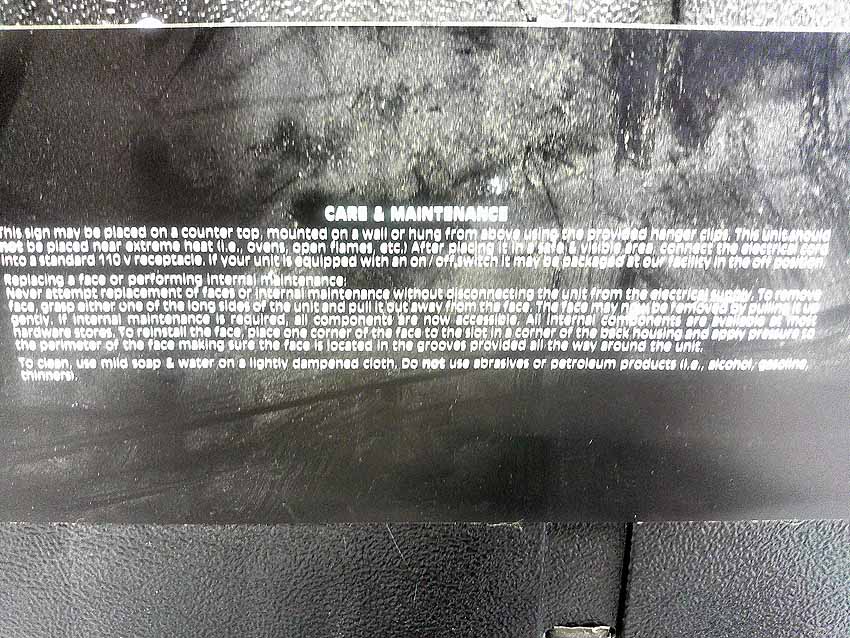 CARE & MAINTENANCE
This sign may be placed on a counter top, mounted on a wall or hung from above using the provided hanger clips. This unit should
not be placed near extreme heat (i.e., ovens, open flames, etc.) After placing it in a safe & visible area, connect the electrical
into a standard 110 v receptacle. If your unit is equipped with an on / off switch it may be packaged at our facility in the off position.
Replacing a face or performing internal maintenance:
Never attempt replacement of face(s) or internal maintenance without disconnecting the unit from the electrical supply. To remove
face, grasp either one of the long sides of the unit and pull it out away from the face. The face may now be removed by pulling it up
gently. If internal maintenance is required, all components are now accessible. All internal components are available at
hardware stores. To reinstall the face, place one corner of the face to the slot in a corner of the back housing and apply pressure to
the perimeter of the face making sure the face is located in the grooves provided all the way around the unit.
To clean, use mild soap & water on a lightly dampened cloth. Do not use abrasives or petroleum products (i.e., alcohol, gasoline,
thinners).